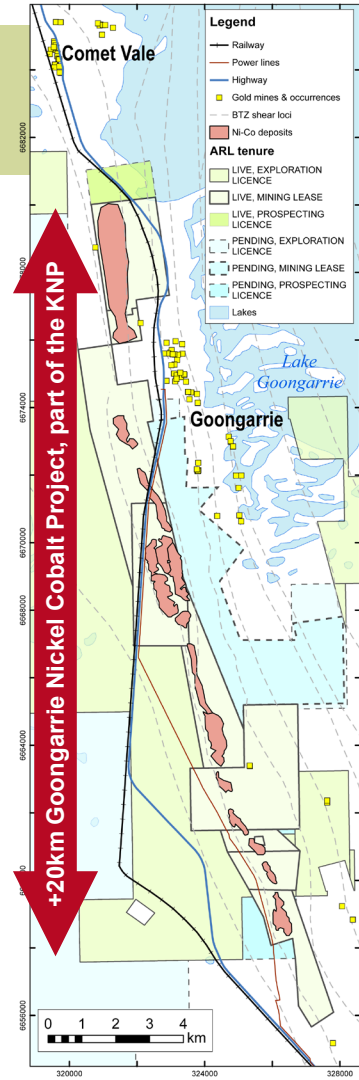 Legend
Railway
Power lines
Highway
Gold mines & occurrences
BTZ shear loci
Ni-Co deposits
ARL tenure
LIVE, EXPLORATION
LICENCE
LIVE, MINING LEASE
LIVE, PROSPECTING
LICENCE
PENDING, EXPLORATION
LICENCE
PENDING, MINING LEASE
PENDING, PROSPECTING
LICENCE
Lakes
Comet Vale
Lake
Goongarrie
Goongarrie
+20km Goongarrie Nickel Cobalt Project, part of the KNP
6682000
6674000
6670000
6668000
6664000
6656000
0 1 2 3 4
km
320000
324000
328000